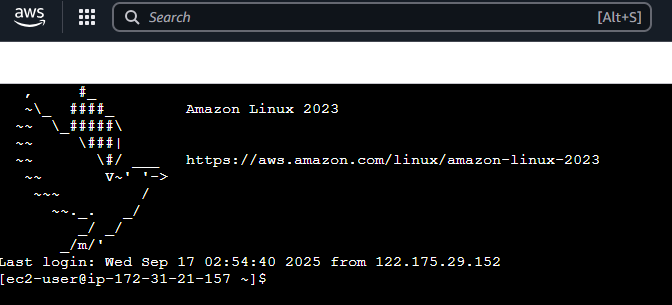 aws
Search [Alt+S]
   ,     #_
   ~\_  ####_        Amazon Linux 2023
  ~~  \_#####\
  ~~     \###|
  ~~       \#/ ___   https://aws.amazon.com/linux/amazon-linux-2023
   ~~       V~' '->
    ~~~         /
      ~~._.   _/
         _/ _/
       _/m/'
Last login: Wed Sep 17 02:54:40 2025 from 122.175.29.152
[ec2-user@ip-172-31-21-157 ~]$